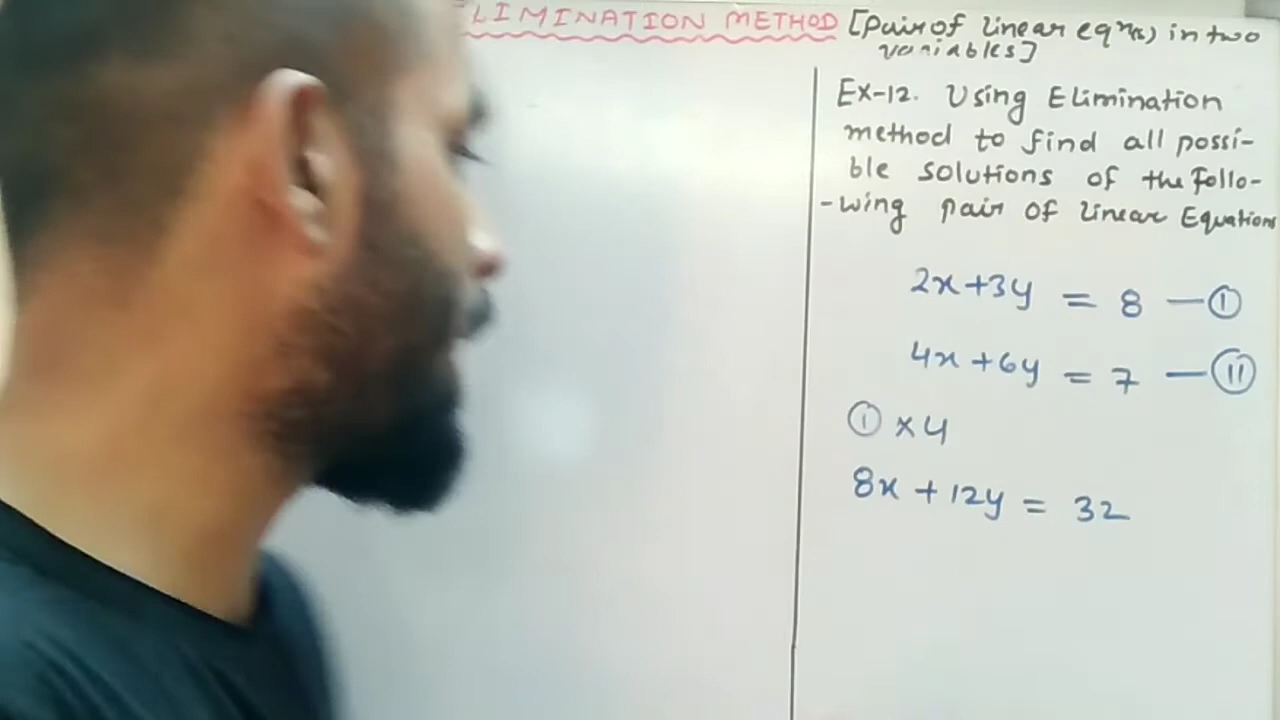 LIMINATION METHOD [Pair of linear eqn(s) in two
variables]
EX-12. Using Elimination
method to find all possi-
ble solutions of the follo-
-wing pair of linear Equations
2x+3y = 8 —①
4x+6y = 7 —⑪
① ×4
8x + 12y = 32